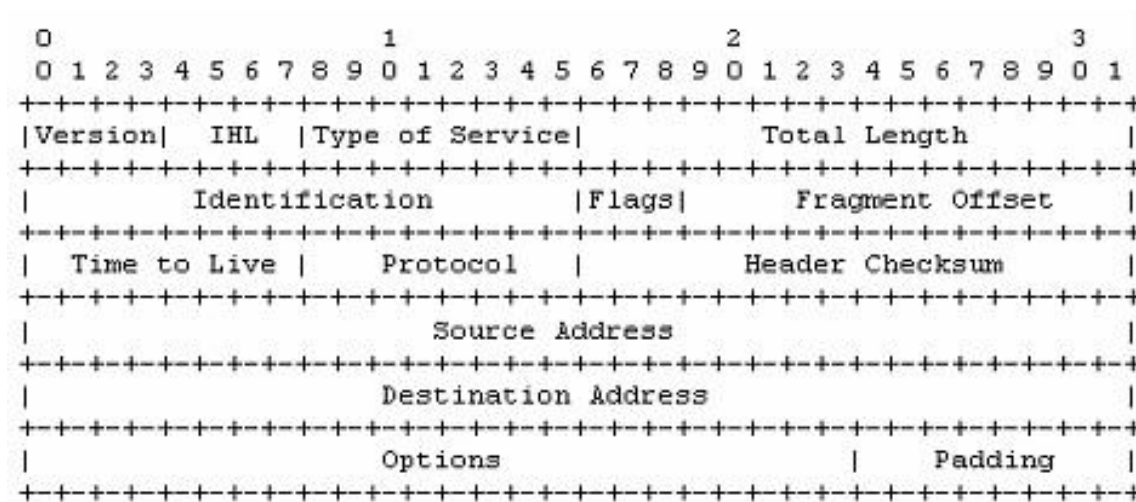 0 1 2 3
0 1 2 3 4 5 6 7 8 9 0 1 2 3 4 5 6 7 8 9 0 1 2 3 4 5 6 7 8 9 0 1
+-+-+-+-+-+-+-+-+-+-+-+-+-+-+-+-+-+-+-+-+-+-+-+-+-+-+-+-+-+-+-+-+
|Version| IHL |Type of Service| Total Length |
+-+-+-+-+-+-+-+-+-+-+-+-+-+-+-+-+-+-+-+-+-+-+-+-+-+-+-+-+-+-+-+-+
| Identification |Flags| Fragment Offset |
+-+-+-+-+-+-+-+-+-+-+-+-+-+-+-+-+-+-+-+-+-+-+-+-+-+-+-+-+-+-+-+-+
| Time to Live | Protocol | Header Checksum |
+-+-+-+-+-+-+-+-+-+-+-+-+-+-+-+-+-+-+-+-+-+-+-+-+-+-+-+-+-+-+-+-+
| Source Address |
+-+-+-+-+-+-+-+-+-+-+-+-+-+-+-+-+-+-+-+-+-+-+-+-+-+-+-+-+-+-+-+-+
| Destination Address |
+-+-+-+-+-+-+-+-+-+-+-+-+-+-+-+-+-+-+-+-+-+-+-+-+-+-+-+-+-+-+-+-+
| Options | Padding |
+-+-+-+-+-+-+-+-+-+-+-+-+-+-+-+-+-+-+-+-+-+-+-+-+-+-+-+-+-+-+-+-+